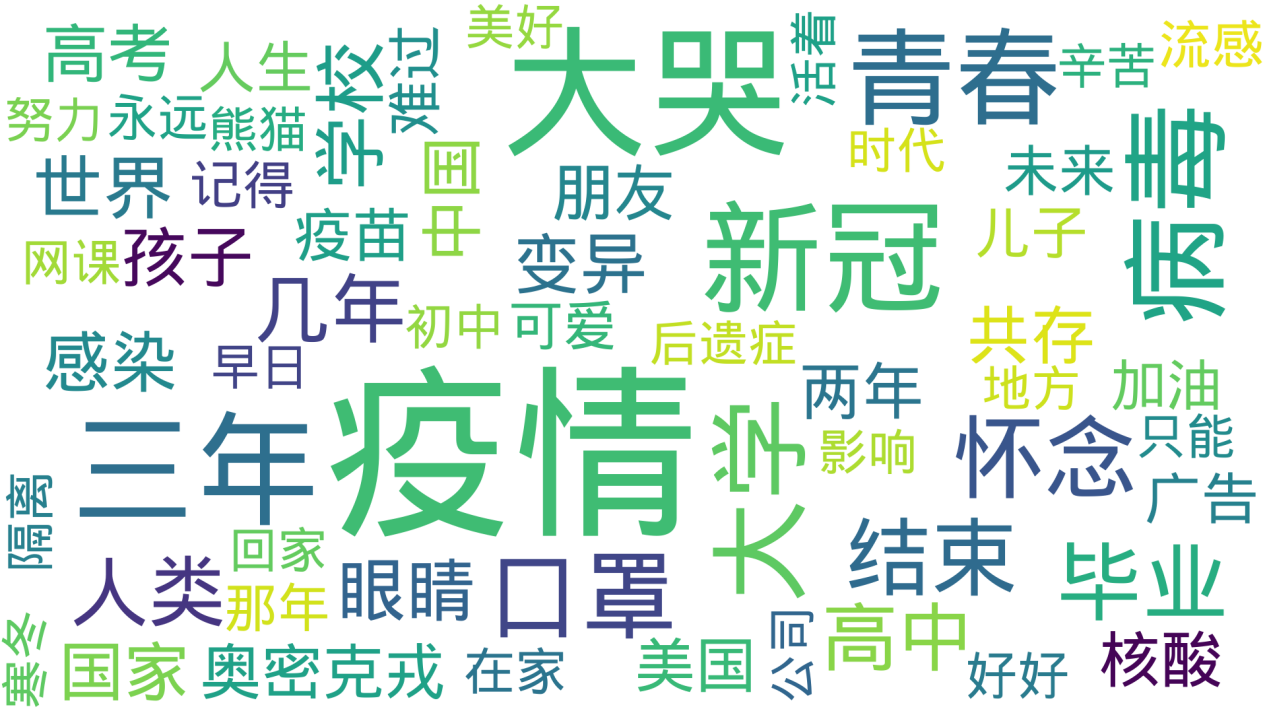 高考
人生
学校
难过
美好
大哭
活着
青春
辛苦
流感
努力
永远
熊猫
中国
时代
未来
病毒
世界
记得
疫苗
朋友
新冠
儿子
网课
孩子
变异
几年
初中
可爱
后遗症
共存
感染
早日
疫情
两年
地方
加油
三年
大学
影响
怀念
只能
隔离
广告
回家
结束
毕业
人类
那年
眼睛
口罩
公司
高中
寒冬
国家
奥密克戎
在家
美国
好好
核酸